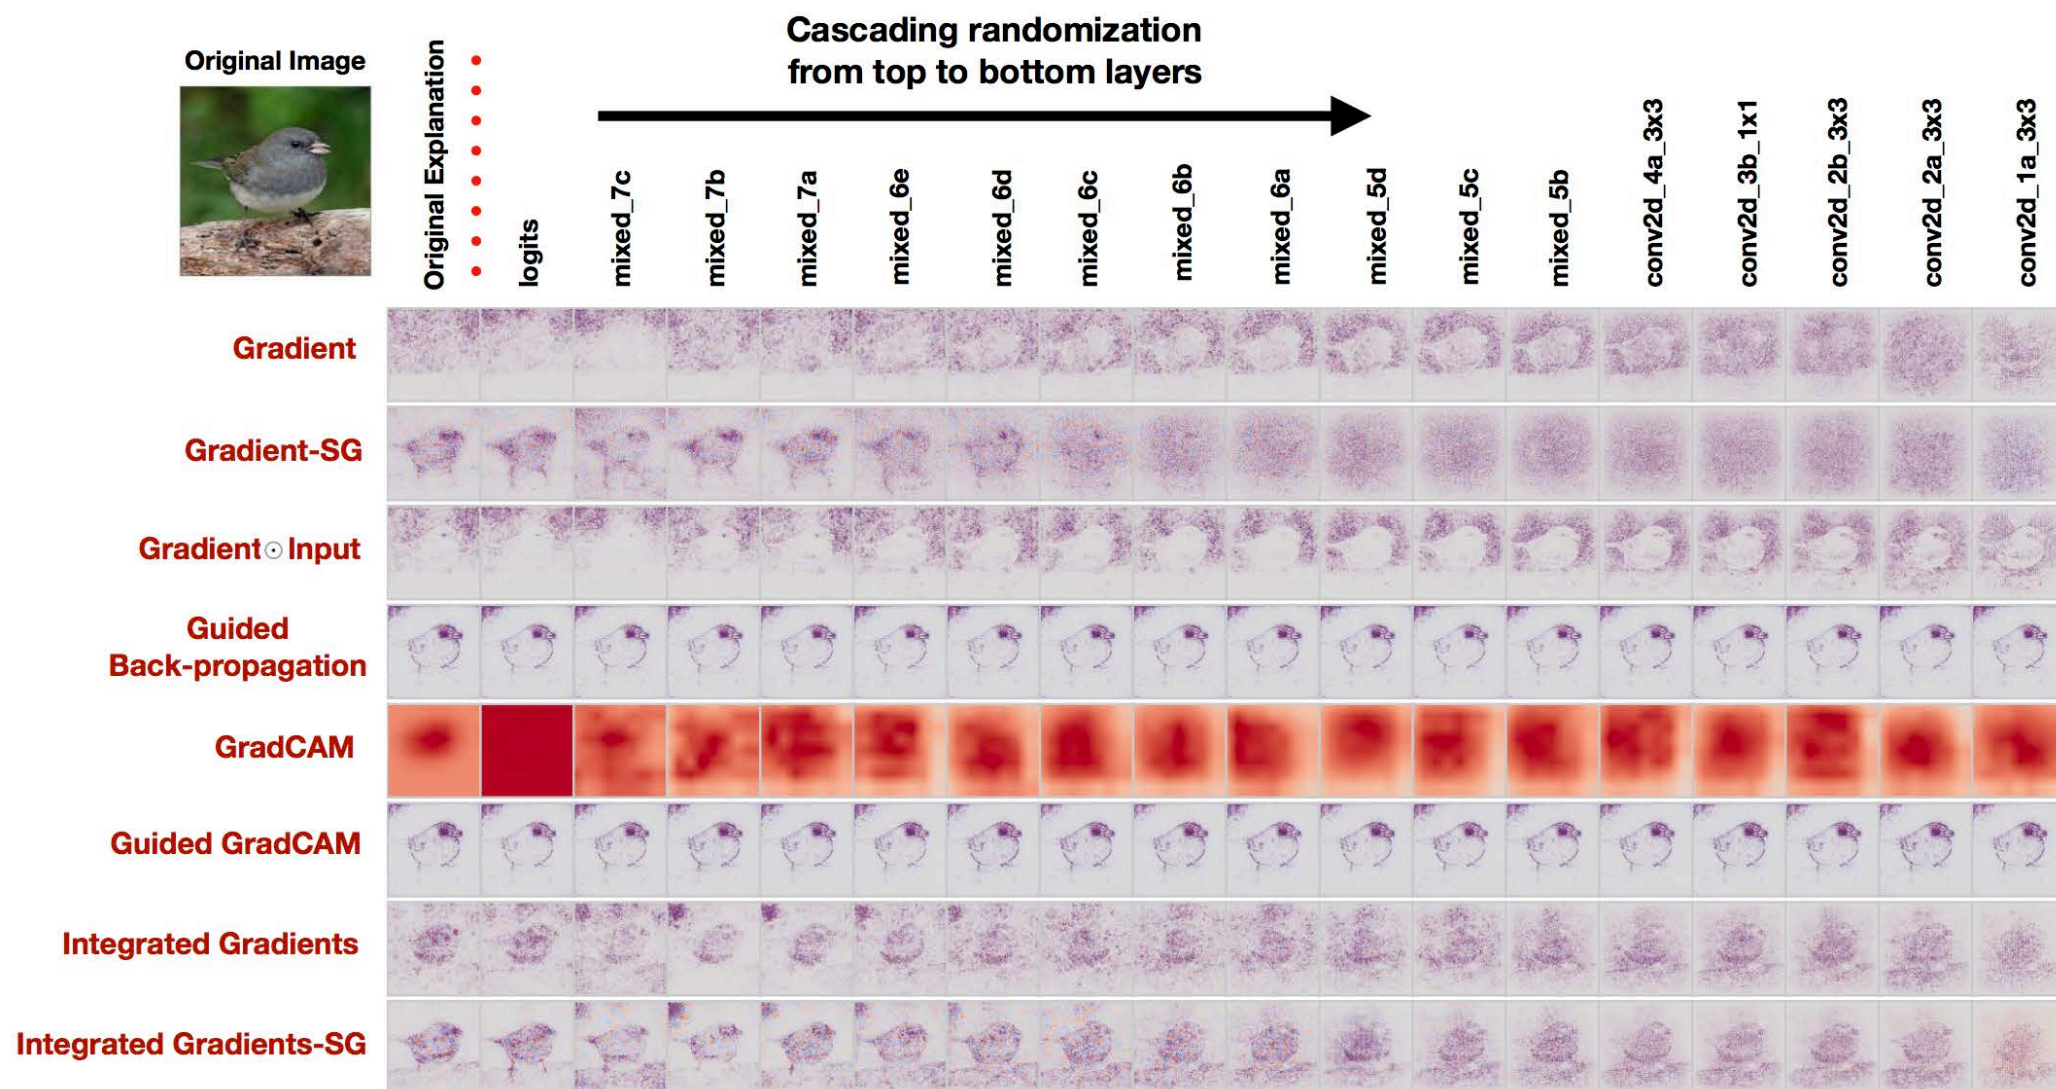 Cascading randomization
from top to bottom layers
Original Image
Original Explanation
logits
mixed_7c
mixed_7b
mixed_7a
mixed_6e
mixed_6d
mixed_6c
mixed_6b
mixed_6a
mixed_5d
mixed_5c
mixed_5b
conv2d_4a_3x3
conv2d_3b_1x1
conv2d_2b_3x3
conv2d_2a_3x3
conv2d_1a_3x3
Gradient
Gradient-SG
Gradient⊙Input
Guided
Back-propagation
GradCAM
Guided GradCAM
Integrated Gradients
Integrated Gradients-SG